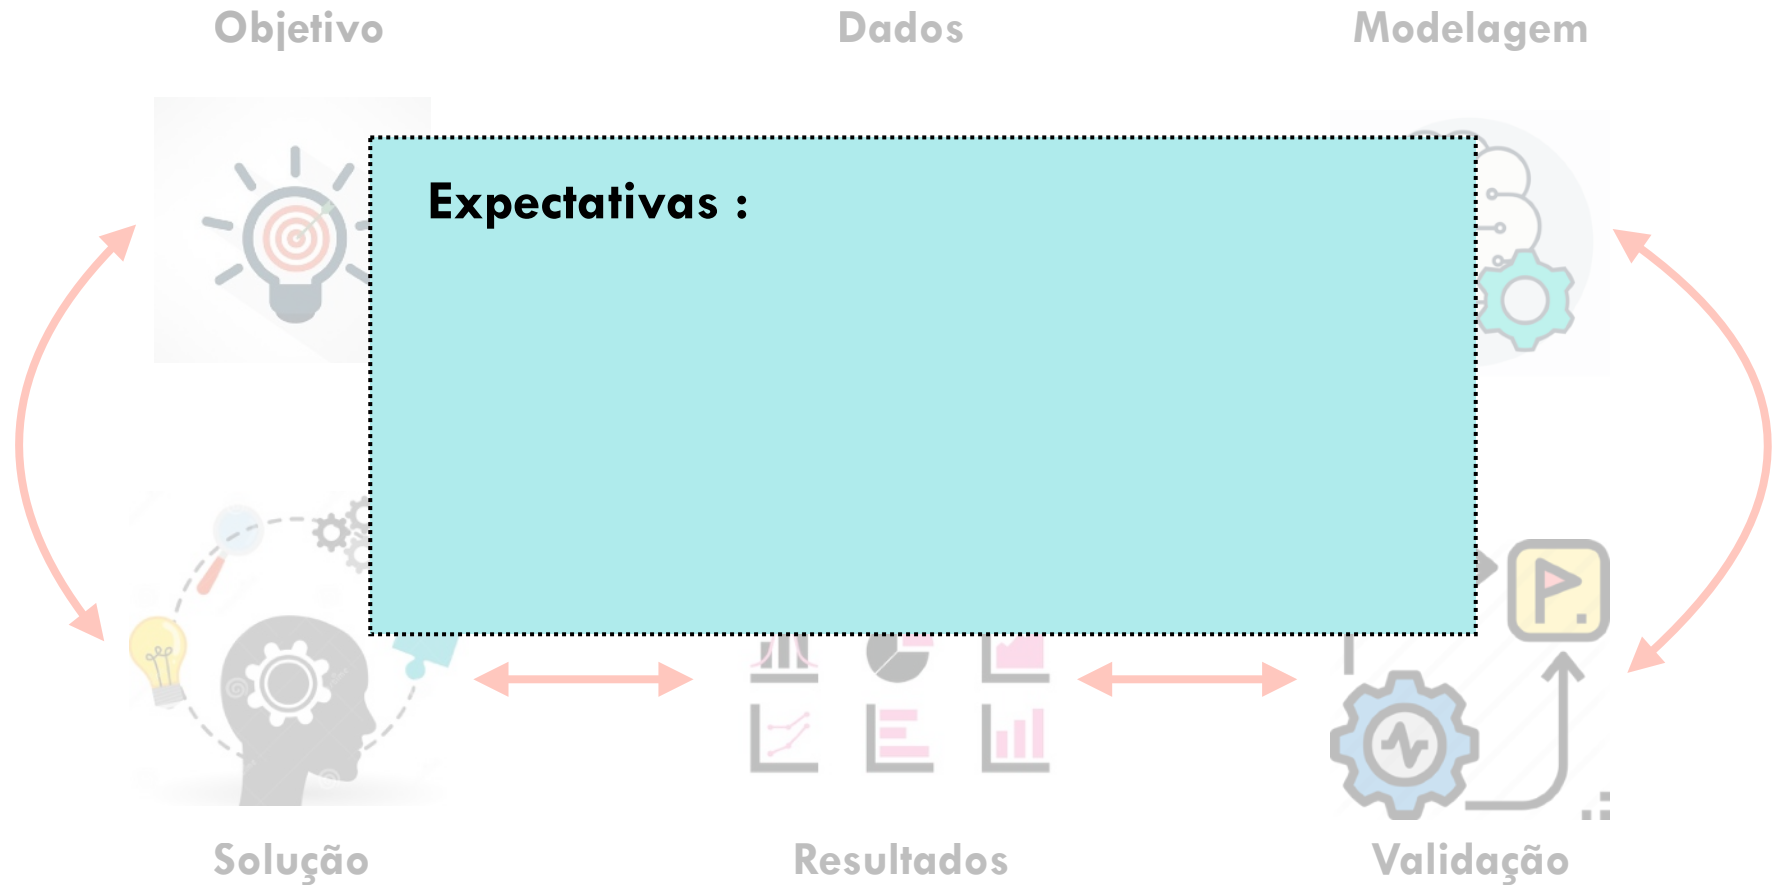 Objetivo
Dados
Modelagem
Expectativas :
Solução
Resultados
Validação